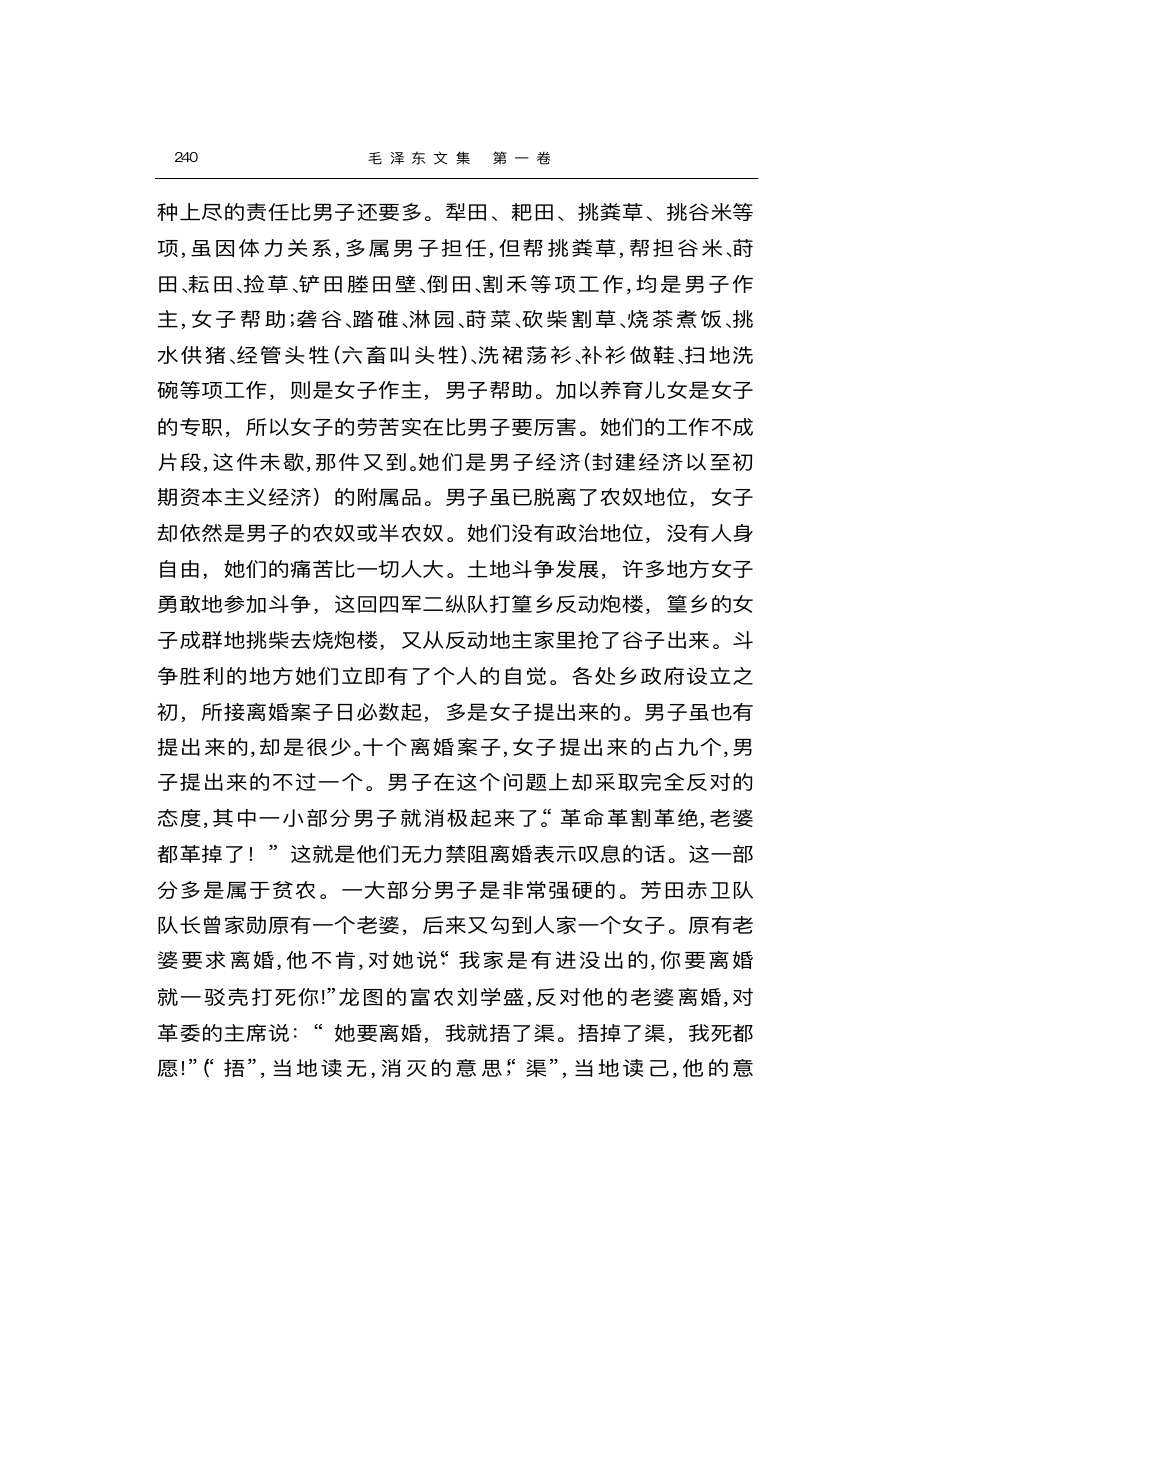 240
毛泽东文集 第一卷
种上尽的责任比男子还要多。犁田、耙田、挑粪草、挑谷米等
项,虽因体力关系,多属男子担任,但帮挑粪草,帮担谷米、莳
田、耘田、捡草、铲田塍田壁、倒田、割禾等项工作,均是男子作
主,女子帮助;砻谷、踏碓、淋园、莳菜、砍柴割草、烧茶煮饭、挑
水供猪、经管头牲(六畜叫头牲)、洗裙荡衫、补衫做鞋、扫地洗
碗等项工作，则是女子作主，男子帮助。加以养育儿女是女子
的专职，所以女子的劳苦实在比男子要厉害。她们的工作不成
片段,这件未歇,那件又到。她们是男子经济(封建经济以至初
期资本主义经济）的附属品。男子虽已脱离了农奴地位，女子
却依然是男子的农奴或半农奴。她们没有政治地位，没有人身
自由，她们的痛苦比一切人大。土地斗争发展，许多地方女子
勇敢地参加斗争，这回四军二纵队打篁乡反动炮楼，篁乡的女
子成群地挑柴去烧炮楼，又从反动地主家里抢了谷子出来。斗
争胜利的地方她们立即有了个人的自觉。各处乡政府设立之
初，所接离婚案子日必数起，多是女子提出来的。男子虽也有
提出来的,却是很少。十个离婚案子,女子提出来的占九个,男
子提出来的不过一个。男子在这个问题上却采取完全反对的
态度,其中一小部分男子就消极起来了。“革命革割革绝,老婆
都革掉了！”这就是他们无力禁阻离婚表示叹息的话。这一部
分多是属于贫农。一大部分男子是非常强硬的。芳田赤卫队
队长曾家勋原有一个老婆，后来又勾到人家一个女子。原有老
婆要求离婚,他不肯,对她说:“我家是有进没出的,你要离婚
就一驳壳打死你!”龙图的富农刘学盛,反对他的老婆离婚,对
革委的主席说：“她要离婚，我就捂了渠。捂掉了渠，我死都
愿!”(“捂”,当地读无,消灭的意思;“渠”,当地读己,他的意